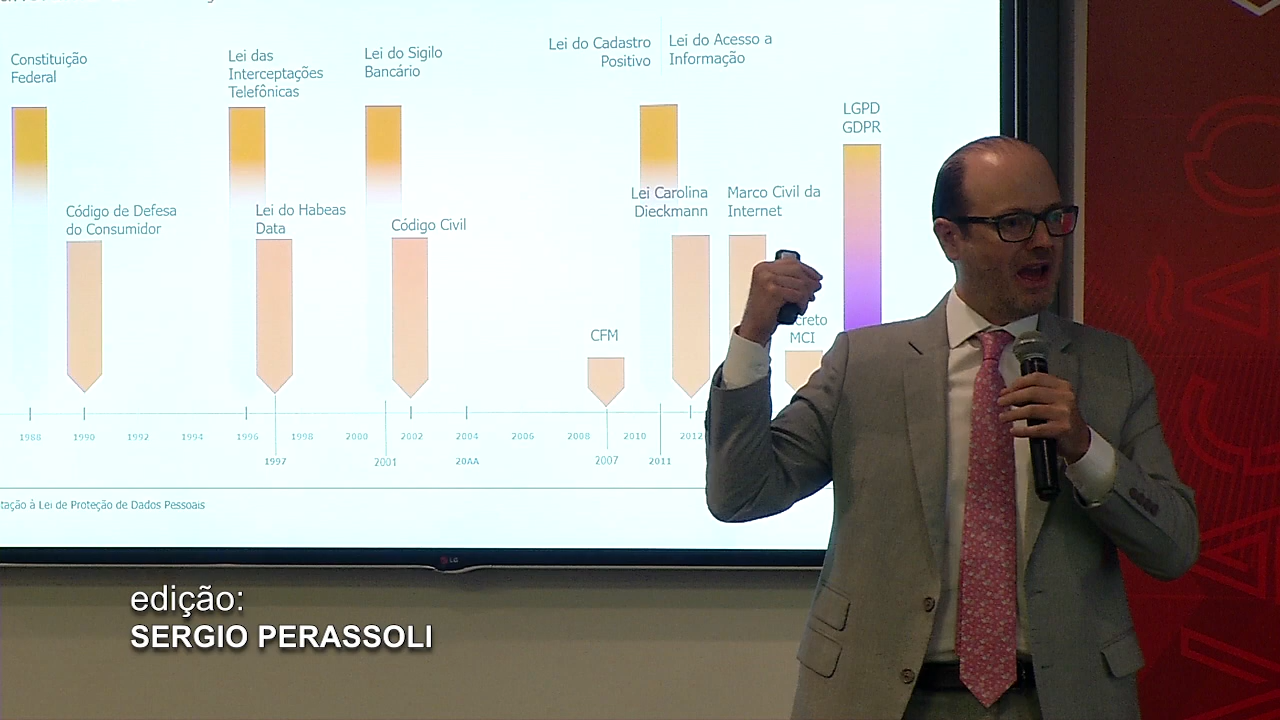 Constituição
Federal
Lei das
Interceptações
Telefônicas
Lei do Sigilo
Bancário
Lei do Cadastro
Positivo
Lei do Acesso a
Informação
LGPD
GDPR
Código de Defesa
do Consumidor
Lei do Habeas
Data
Código Civil
Lei Carolina
Dieckmann
Marco Civil da
Internet
CFM
creto
MCI
1988 1990 1992 1994 1996 1998 2000 2002 2004 2006 2008 2010 2012
1997 2001 20AA 2007 2011
tação à Lei de Proteção de Dados Pessoais
LG
edição:
SERGIO PERASSOLI
VAÇÃO